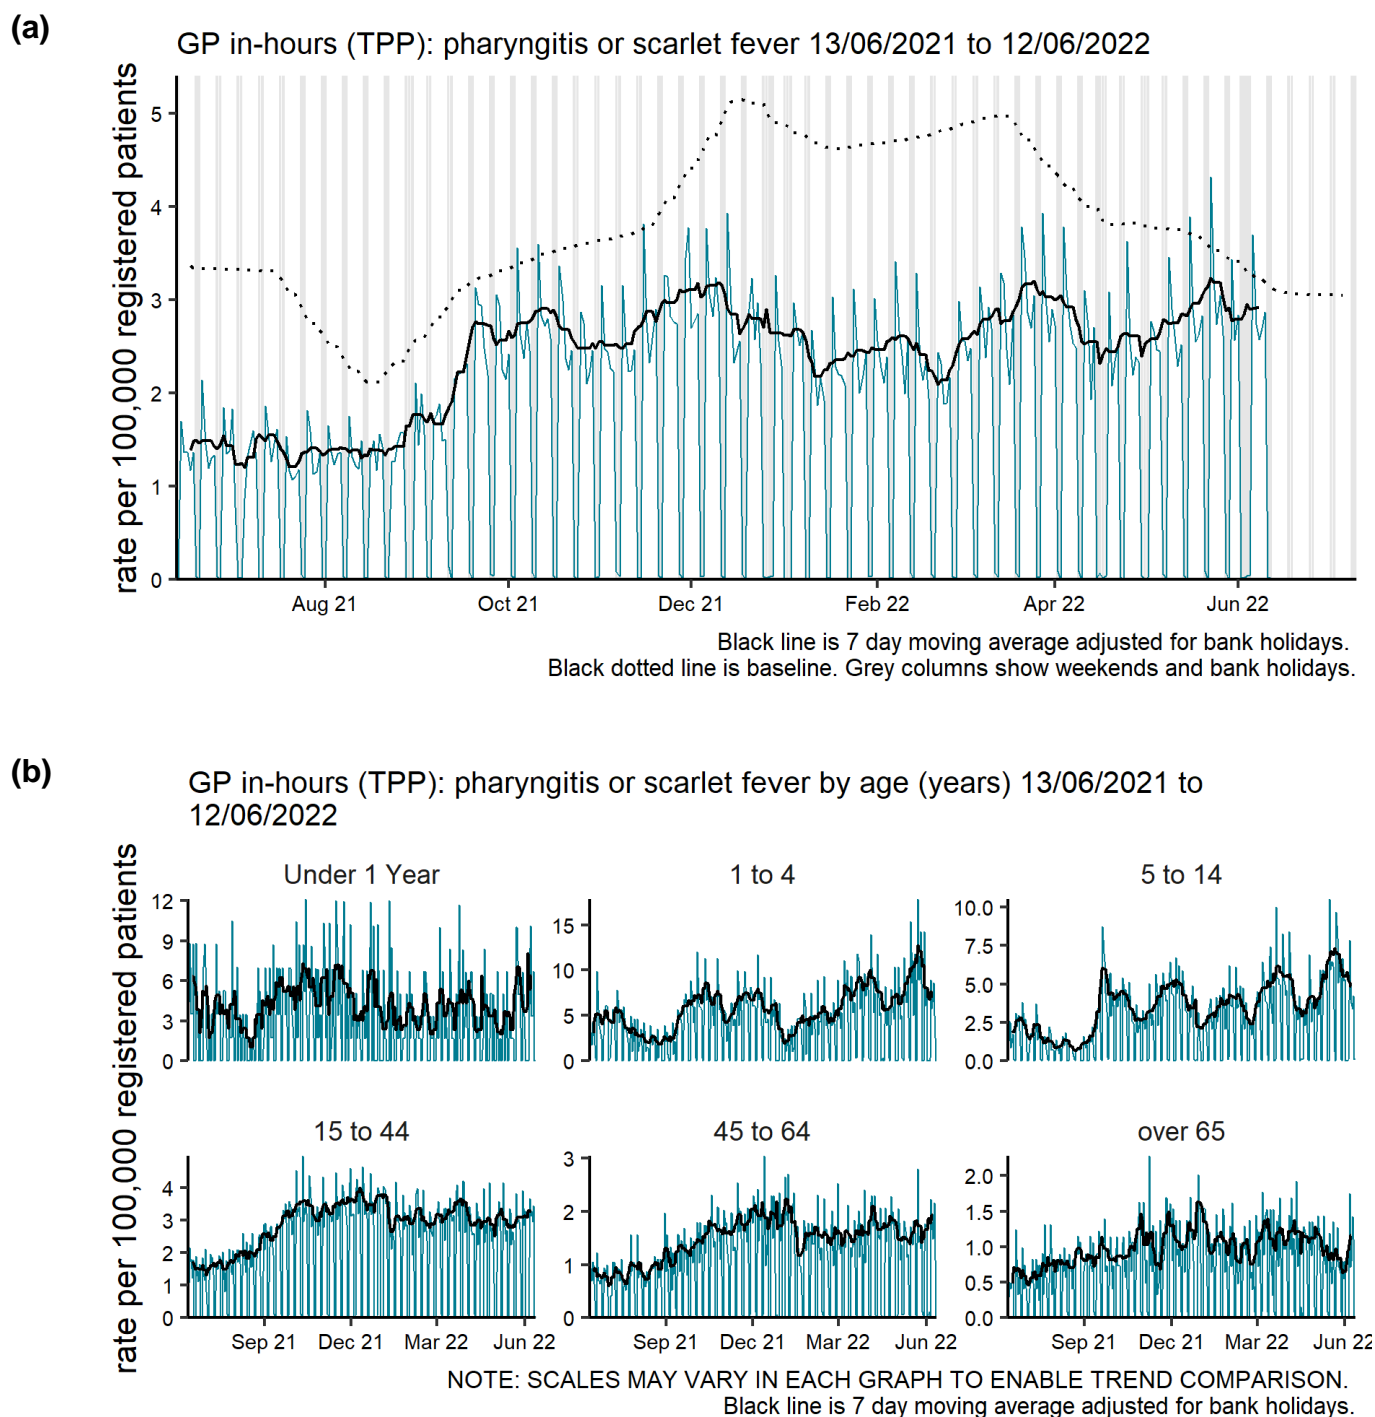 (a)
GP in-hours (TPP): pharyngitis or scarlet fever 13/06/2021 to 12/06/2022
rate per 100,000 registered patients
5
4
3
2
1
0
Aug 21 Oct 21 Dec 21 Feb 22 Apr 22 Jun 22
Black line is 7 day moving average adjusted for bank holidays.
Black dotted line is baseline. Grey columns show weekends and bank holidays.
(b)
GP in-hours (TPP): pharyngitis or scarlet fever by age (years) 13/06/2021 to
12/06/2022
rate per 100,000 registered patients
Under 1 Year
12
9
6
3
0
1 to 4
15
10
5
0
5 to 14
10.0
7.5
5.0
2.5
0.0
15 to 44
4
3
2
1
0
Sep 21 Dec 21 Mar 22 Jun 22
45 to 64
3
2
1
0
Sep 21 Dec 21 Mar 22 Jun 22
over 65
2.0
1.5
1.0
0.5
0.0
Sep 21 Dec 21 Mar 22 Jun 22
NOTE: SCALES MAY VARY IN EACH GRAPH TO ENABLE TREND COMPARISON.
Black line is 7 day moving average adjusted for bank holidays.